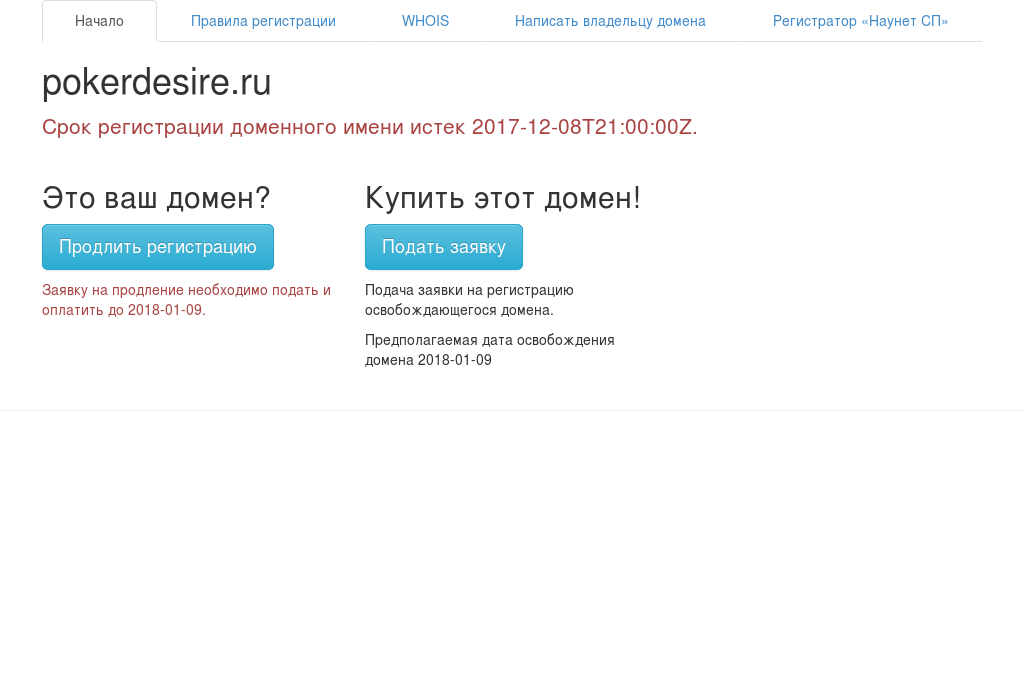 Начало
Правила регистрации
WHOIS
Написать владельцу домена
Регистратор «Наунет СП»
pokerdesire.ru
Срок регистрации доменного имени истек 2017-12-08T21:00:00Z.
Это ваш домен?
Продлить регистрацию
Заявку на продление необходимо подать и
оплатить до 2018-01-09.
Купить этот домен!
Подать заявку
Подача заявки на регистрацию
освобождающегося домена.
Предполагаемая дата освобождения
домена 2018-01-09